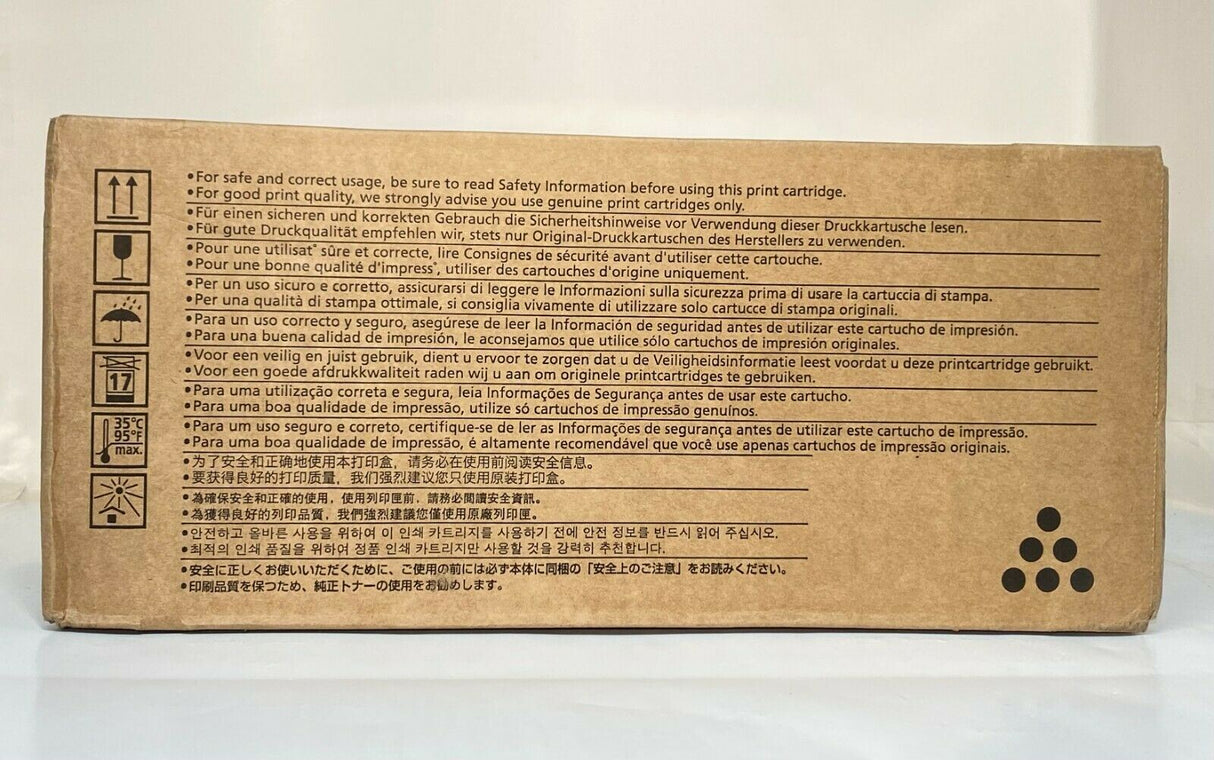 •For safe and correct usage, be sure to read Safety Information before using this print cartridge.
•For good print quality, we strongly advise you use genuine print cartridges only.
•Für einen sicheren und korrekten Gebrauch die Sicherheitshinweise vor Verwendung dieser Druckkartusche lesen.
•Für gute Druckqualität empfehlen wir, stets nur Original-Druckkartuschen des Herstellers zu verwenden.
•Pour une utilisat° sûre et correcte, lire Consignes de sécurité avant d'utiliser cette cartouche.
•Pour une bonne qualité d'impress°, utiliser des cartouches d'origine uniquement.
•Per un uso sicuro e corretto, assicurarsi di leggere le Informazioni sulla sicurezza prima di usare la cartuccia di stampa.
•Per una qualità di stampa ottimale, si consiglia vivamente di utilizzare solo cartucce di stampa originali.
•Para un uso correcto y seguro, asegúrese de leer la Información de seguridad antes de utilizar este cartucho de impresión.
•Para una buena calidad de impresión, le aconsejamos que utilice sólo cartuchos de impresión originales.
•Voor een veilig en juist gebruik, dient u ervoor te zorgen dat u de Veiligheidsinformatie leest voordat u deze printcartridge gebruikt.
•Voor een goede afdrukkwaliteit raden wij u aan om originele printcartridges te gebruiken.
•Para uma utilização correta e segura, leia Informações de Segurança antes de usar este cartucho.
•Para uma boa qualidade de impressão, utilize só cartuchos de impressão genuínos.
•Para um uso seguro e correto, certifique-se de ler as Informações de segurança antes de utilizar este cartucho de impressão.
•Para uma boa qualidade de impressão, é altamente recomendável que você use apenas cartuchos de impressão originais.
•为了安全和正确地使用本打印盒，请务必在使用前阅读安全信息。
•要获得良好的打印质量，我们强烈建议您只使用原装打印盒。
•為確保安全和正確的使用，使用列印匣前，請務必閱讀安全資訊。
•為獲得良好的列印品質，我們強烈建議您僅使用原廠列印匣。
•안전하고 올바른 사용을 위하여 이 인쇄 카트리지를 사용하기 전에 안전 정보를 반드시 읽어 주십시오.
•최적의 인쇄 품질을 위하여 정품 인쇄 카트리지만 사용할 것을 강력히 추천합니다.
•安全に正しくお使いいただくために、ご使用の前には必ず本体に同梱の「安全上のご注意」をお読みください。
•印刷品質を保つため、純正トナーの使用をお勧めします。
17
35°C
95°F
max.